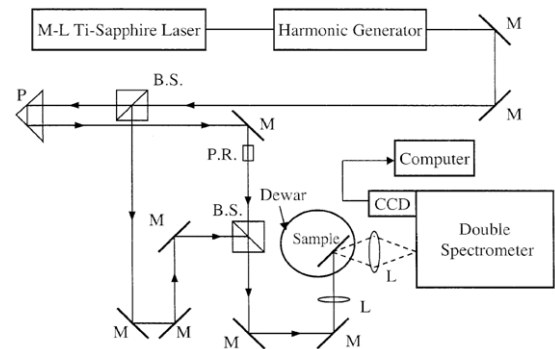 M-L Ti-Sapphire Laser
Harmonic Generator
M
B.S.
P
M
M
P.R.
Computer
Dewar
CCD
B.S.
M
Sample
Double
Spectrometer
L
L
M
M
M
M